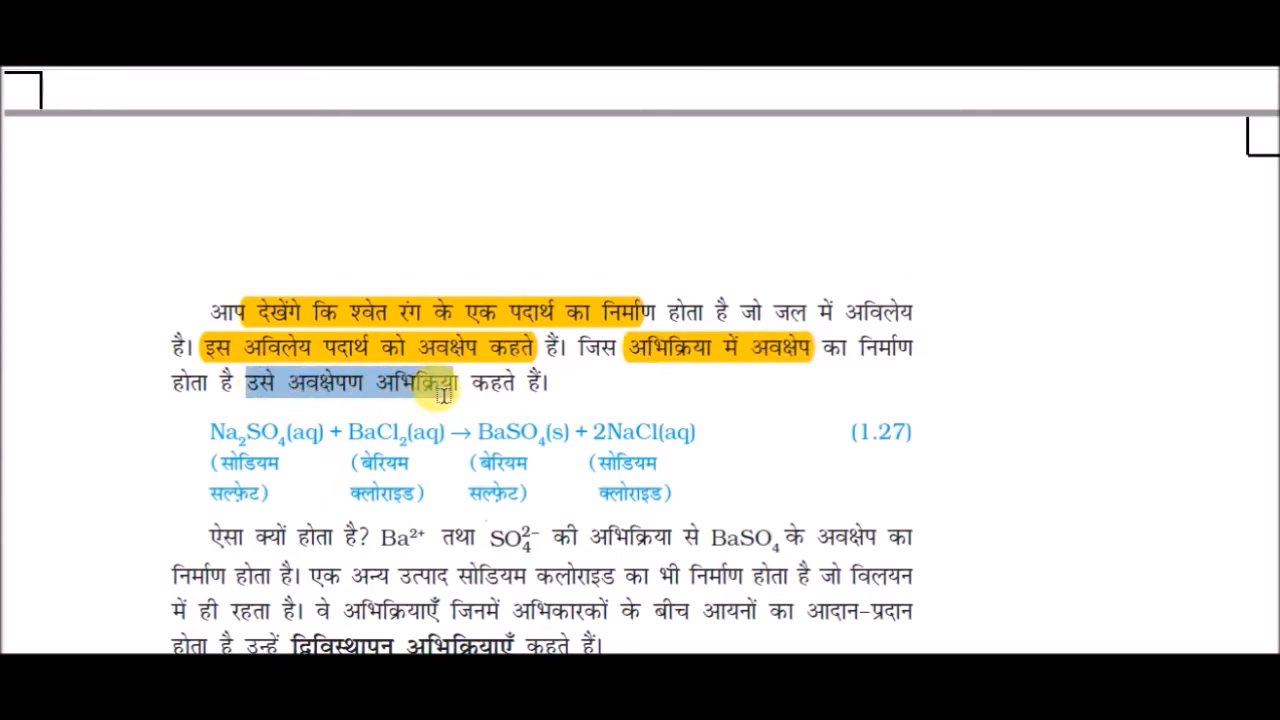 आप देखेंगे कि श्वेत रंग के एक पदार्थ का निर्माण होता है जो जल में अविलेय
है। इस अविलेय पदार्थ को अवक्षेप कहते हैं। जिस अभिक्रिया में अवक्षेप का निर्माण
होता है उसे अवक्षेपण अभिक्रिया कहते हैं।
Na₂SO₄(aq) + BaCl₂(aq) → BaSO₄(s) + 2NaCl(aq) (1.27)
(सोडियम (बेरियम (बेरियम (सोडियम
सल्फ़ेट) क्लोराइड) सल्फ़ेट) क्लोराइड)
ऐसा क्यों होता है? Ba²⁺ तथा SO₄²⁻ की अभिक्रिया से BaSO₄ के अवक्षेप का
निर्माण होता है। एक अन्य उत्पाद सोडियम कलोराइड का भी निर्माण होता है जो विलयन
में ही रहता है। वे अभिक्रियाएँ जिनमें अभिकारकों के बीच आयनों का आदान-प्रदान
होता है उन्हें द्विविस्थापन अभिक्रियाएँ कहते हैं।